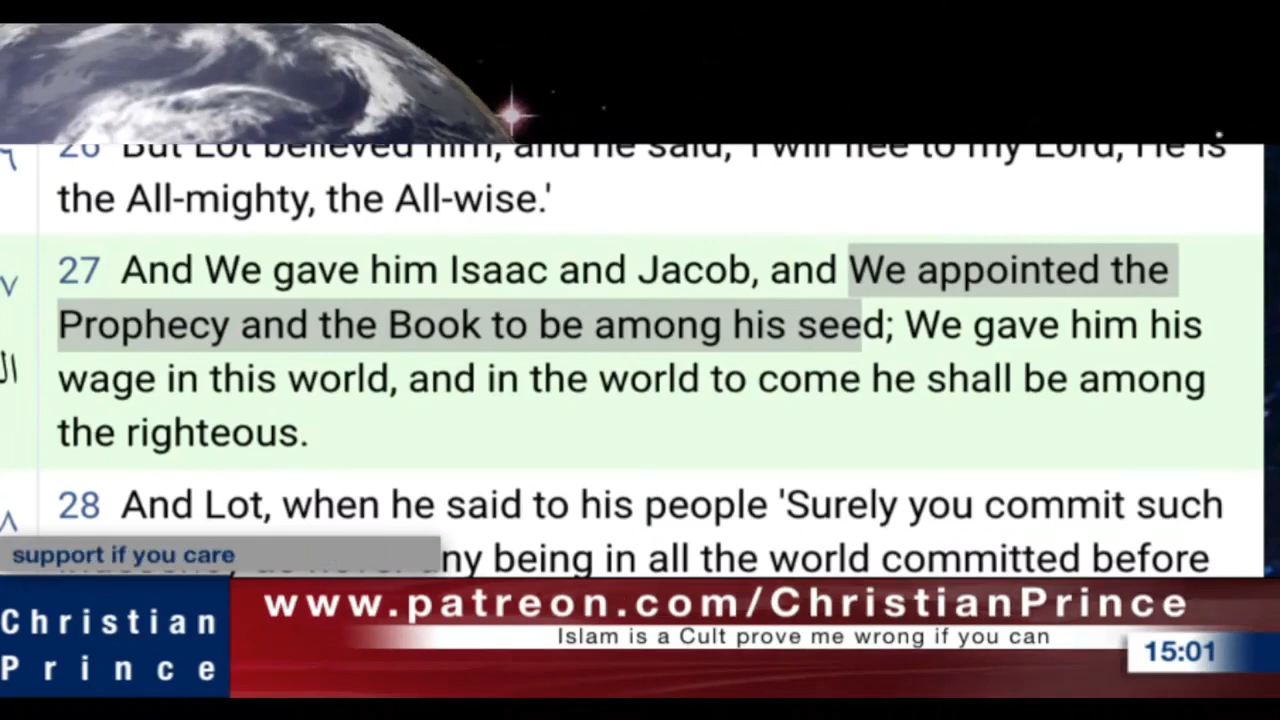 26 But Lot believed him, and he said, 'I will flee to my Lord; He is
the All-mighty, the All-wise.'
27 And We gave him Isaac and Jacob, and We appointed the
Prophecy and the Book to be among his seed; We gave him his
wage in this world, and in the world to come he shall be among
the righteous.
28 And Lot, when he said to his people 'Surely you commit such
any being in all the world committed before
support if you care
Christian
Prince
www.patreon.com/ChristianPrince
Islam is a Cult prove me wrong if you can
15:01